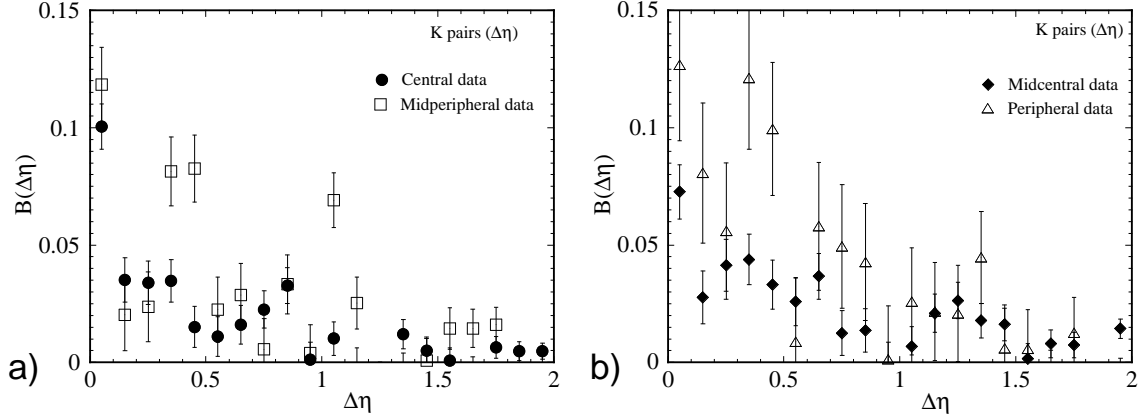 0.15
K pairs (Δη)
Central data
Midperipheral data
0.1
B(Δη)
0.05
0
a)
0 0.5 1 1.5 2
Δη
0.15
K pairs (Δη)
Midcentral data
Peripheral data
0.1
B(Δη)
0.05
0
b)
0 0.5 1 1.5 2
Δη